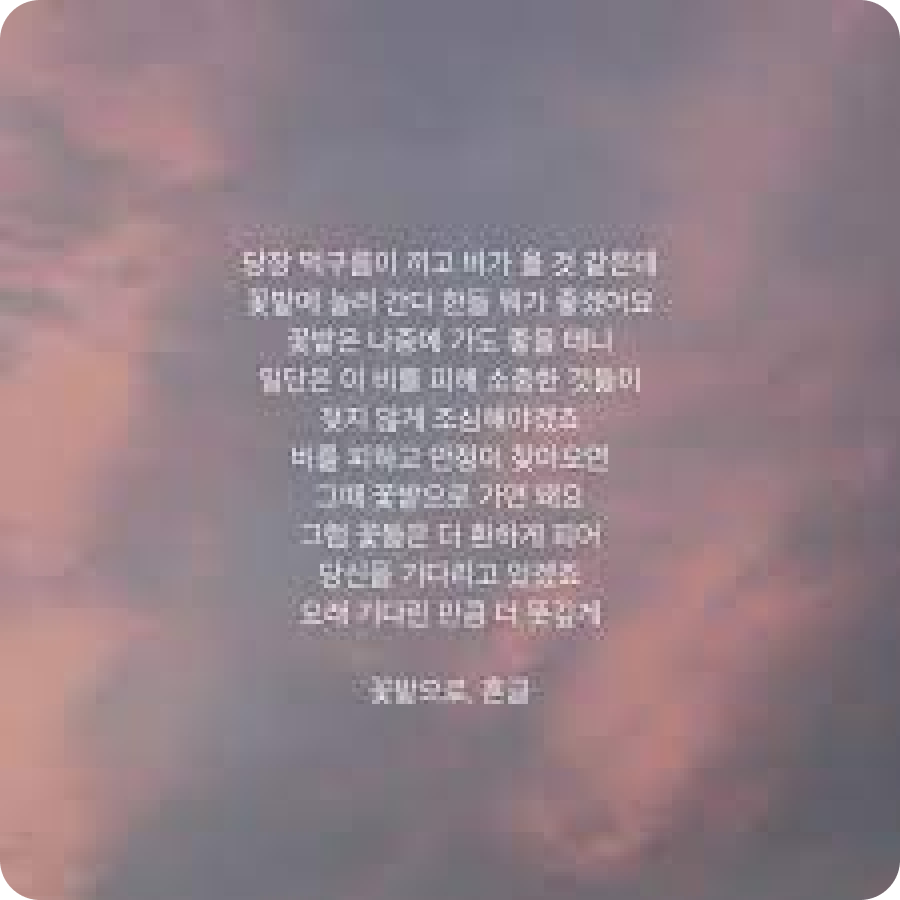 당장 먹구름이 끼고 비가 올 것 같은데
꽃밭에 놀러 간다 한들 뭐가 좋겠어요
꽃밭은 나중에 가도 좋을 테니
일단은 이 비를 피해 소중한 것들이
젖지 않게 조심해야겠죠
비를 피하고 안정이 찾아오면
그때 꽃밭으로 가면 돼요
그럼 꽃들은 더 환하게 피어
당신을 기다리고 있겠죠
오래 기다린 만큼 더 뜻깊게
꽃밭으로, 흔글